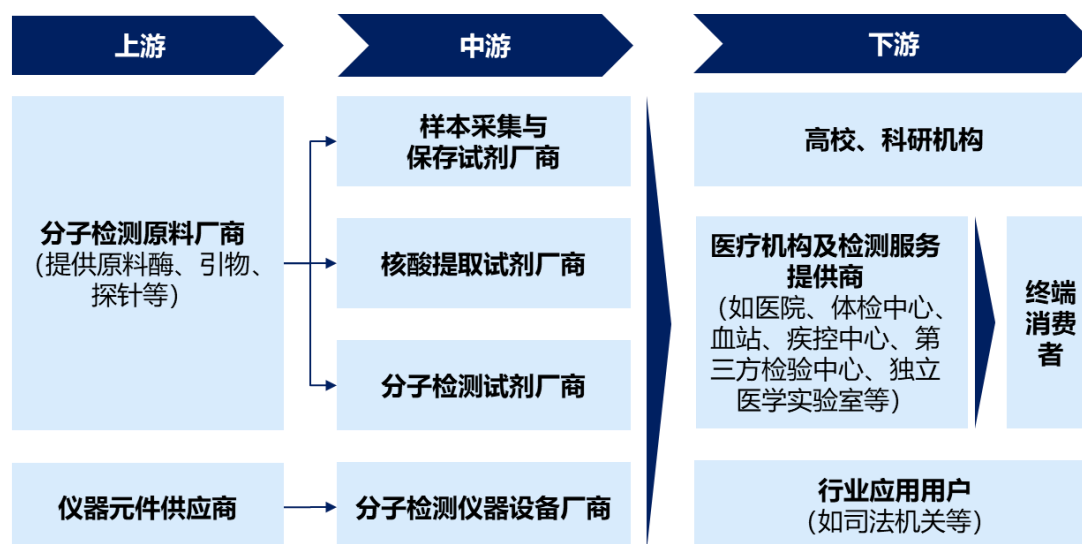 上游
中游
下游
分子检测原料厂商
（提供原料酶、引物、
探针等）
仪器元件供应商
样本采集与
保存试剂厂商
核酸提取试剂厂商
分子检测试剂厂商
分子检测仪器设备厂商
高校、科研机构
医疗机构及检测服务
提供商
（如医院、体检中心、
血站、疾控中心、第
三方检验中心、独立
医学实验室等）
终端
消费
者
行业应用用户
（如司法机关等）